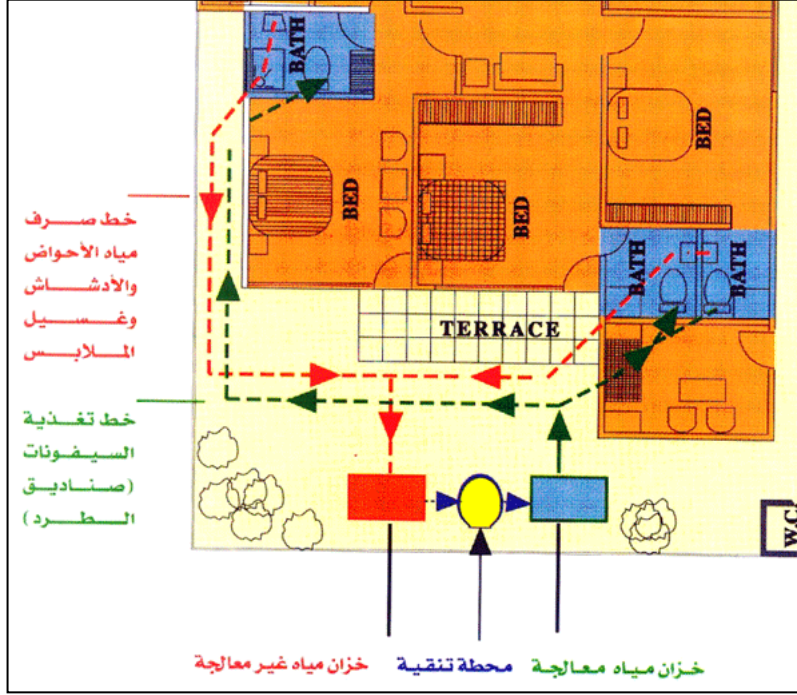 BATH
BED
BED
BED
BATH
BATH
TERRACE
خط صرف
مياه الأحواض
والأدشاش
وغسيل
الملابس
خط تغذية
السيفونات
(صناديق
الطرد)
W.C
خزان مياه معالجة
محطة تنقية
خزان مياه غير معالجة